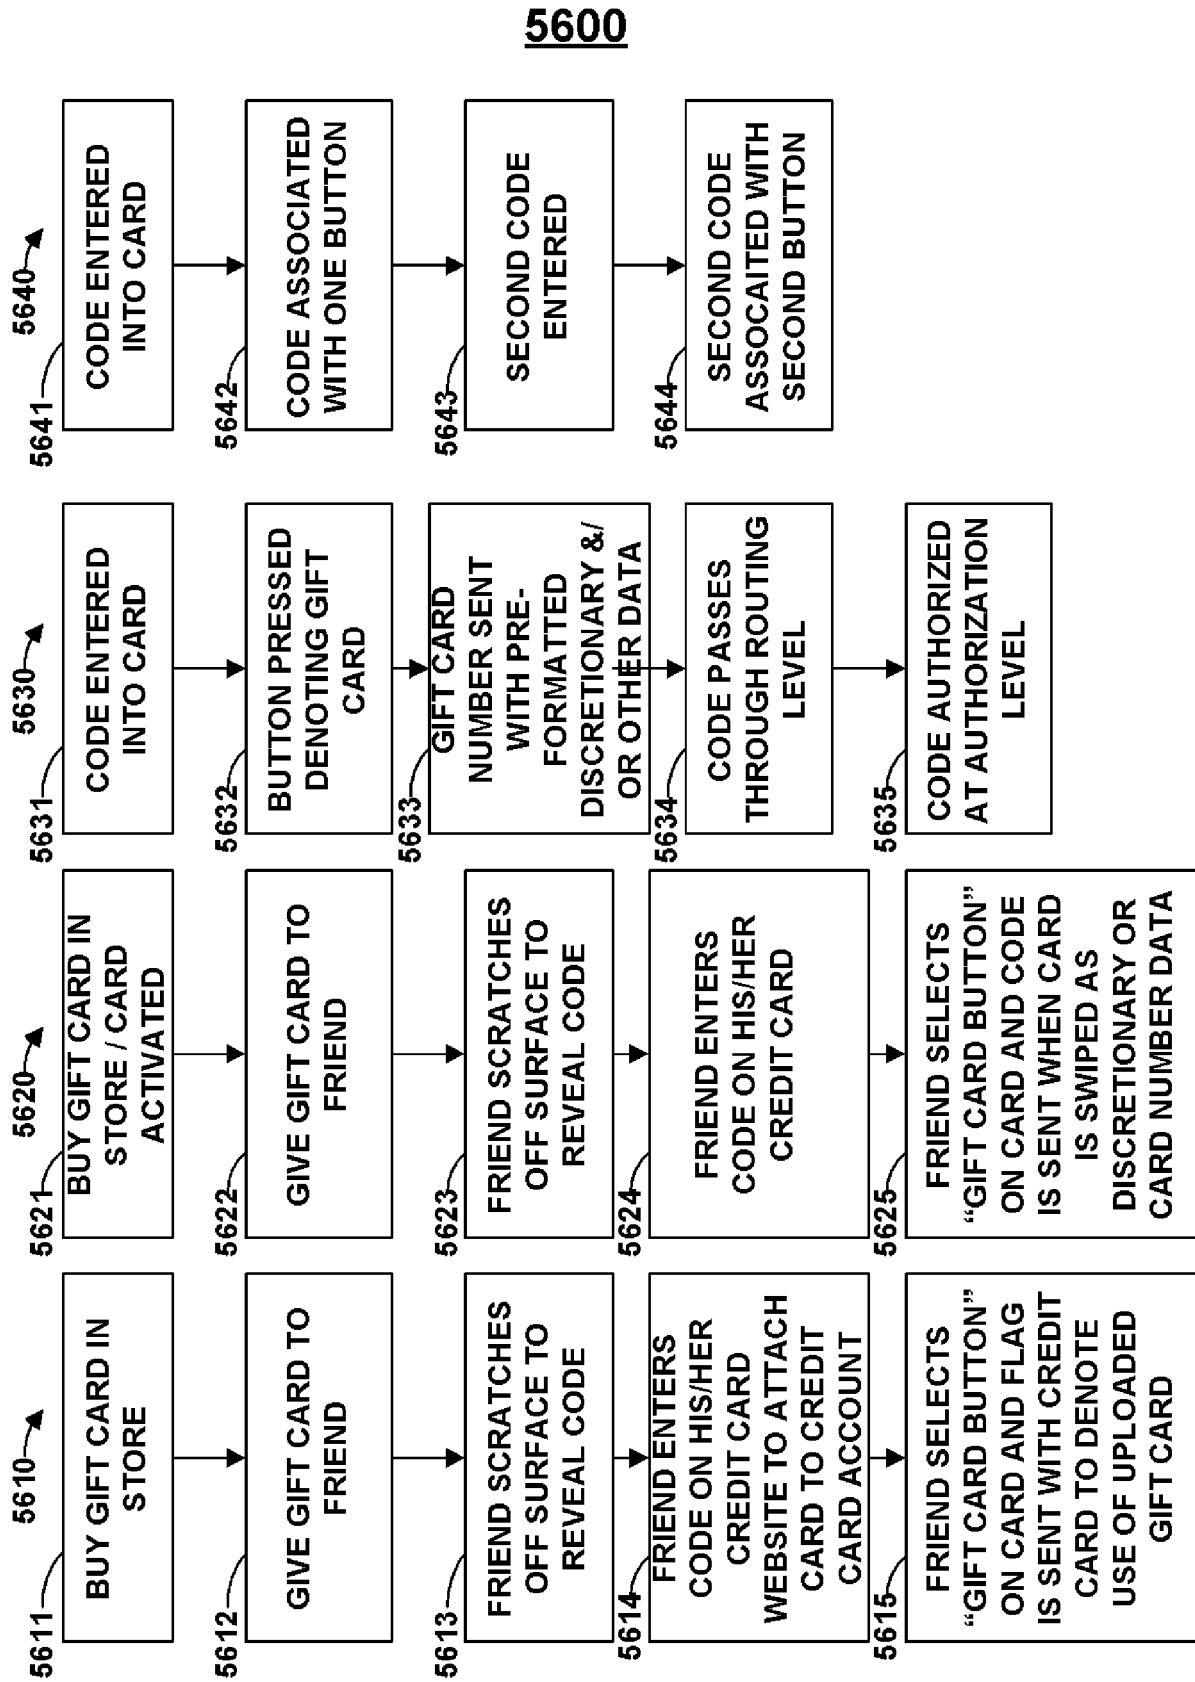 5600
5610
5611
BUY GIFT CARD IN
STORE
5612
GIVE GIFT CARD TO
FRIEND
5613
FRIEND SCRATCHES
OFF SURFACE TO
REVEAL CODE
5614
FRIEND ENTERS
CODE ON HIS/HER
CREDIT CARD
WEBSITE TO ATTACH
CARD TO CREDIT
CARD ACCOUNT
5615
FRIEND SELECTS
“GIFT CARD BUTTON”
ON CARD AND FLAG
IS SENT WITH CREDIT
CARD TO DENOTE
USE OF UPLOADED
GIFT CARD
5620
5621
BUY GIFT CARD IN
STORE / CARD
ACTIVATED
5622
GIVE GIFT CARD TO
FRIEND
5623
FRIEND SCRATCHES
OFF SURFACE TO
REVEAL CODE
5624
FRIEND ENTERS
CODE ON HIS/HER
CREDIT CARD
5625
FRIEND SELECTS
“GIFT CARD BUTTON”
ON CARD AND CODE
IS SENT WHEN CARD
IS SWIPED AS
DISCRETIONARY OR
CARD NUMBER DATA
5630
5631
CODE ENTERED
INTO CARD
5632
BUTTON PRESSED
DENOTING GIFT
CARD
5633
GIFT CARD
NUMBER SENT
WITH PRE-
FORMATTED
DISCRETIONARY &/
OR OTHER DATA
5634
CODE PASSES
THROUGH ROUTING
LEVEL
5635
CODE AUTHORIZED
AT AUTHORIZATION
LEVEL
5640
5641
CODE ENTERED
INTO CARD
5642
CODE ASSOCIATED
WITH ONE BUTTON
5643
SECOND CODE
ENTERED
5644
SECOND CODE
ASSOCAITED WITH
SECOND BUTTON